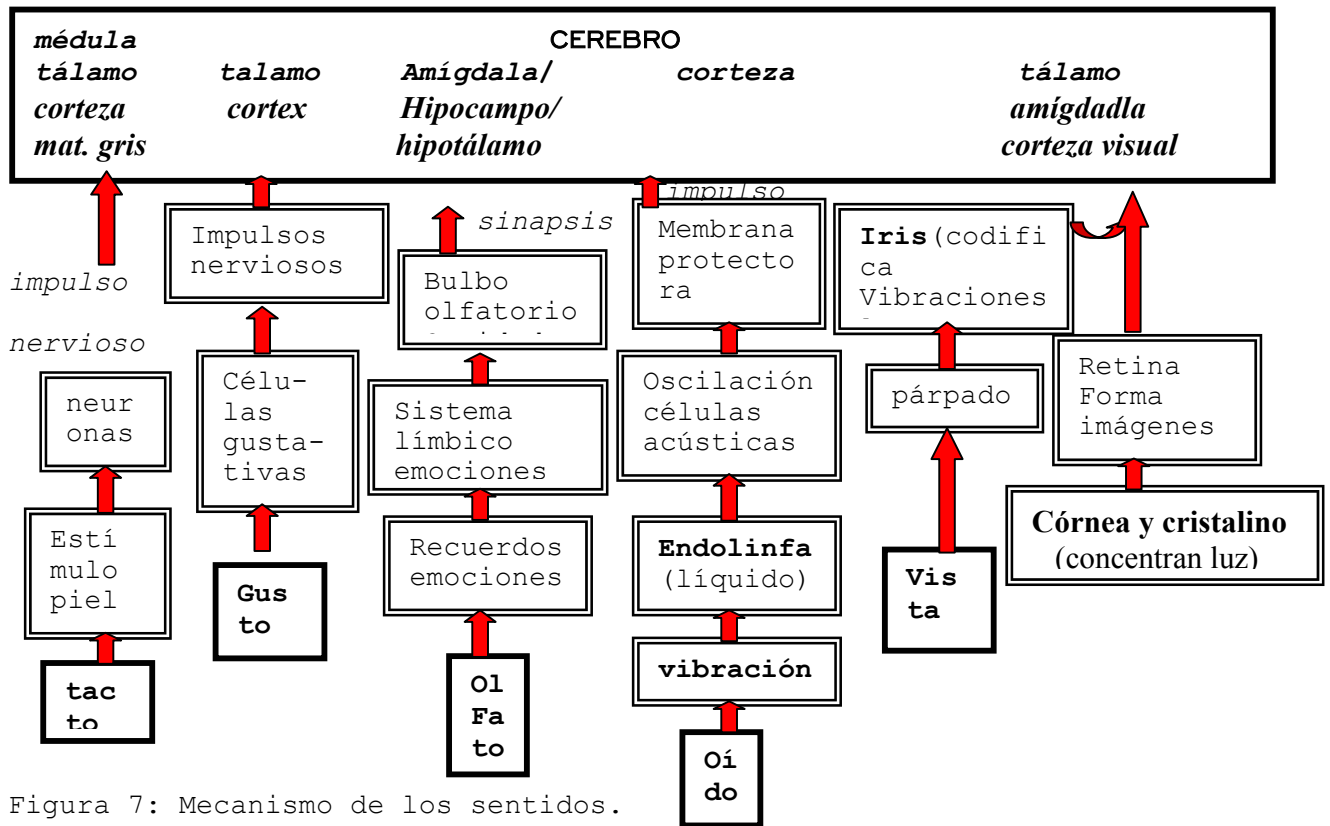 CEREBRO
médula
tálamo
corteza
mat. gris
talamo
cortex
Amígdala/
Hipocampo/
hipotálamo
corteza
tálamo
amígdadla
corteza visual
impulso
nervioso
neur
onas
Estí
mulo
piel
tac
to
Impulsos
nerviosos
Célu-
las
gusta-
tivas
Gus
to
sinapsis
Bulbo
olfatorio
Sistema
límbico
emociones
Recuerdos
emociones
Ol
Fa
to
impulso
Membrana
protecto
ra
Oscilación
células
acústicas
Endolinfa
(líquido)
vibración
Oí
do
Iris(codifi
ca
Vibraciones
párpado
Vis
ta
Retina
Forma
imágenes
Córnea y cristalino
(concentran luz)
Figura 7: Mecanismo de los sentidos.